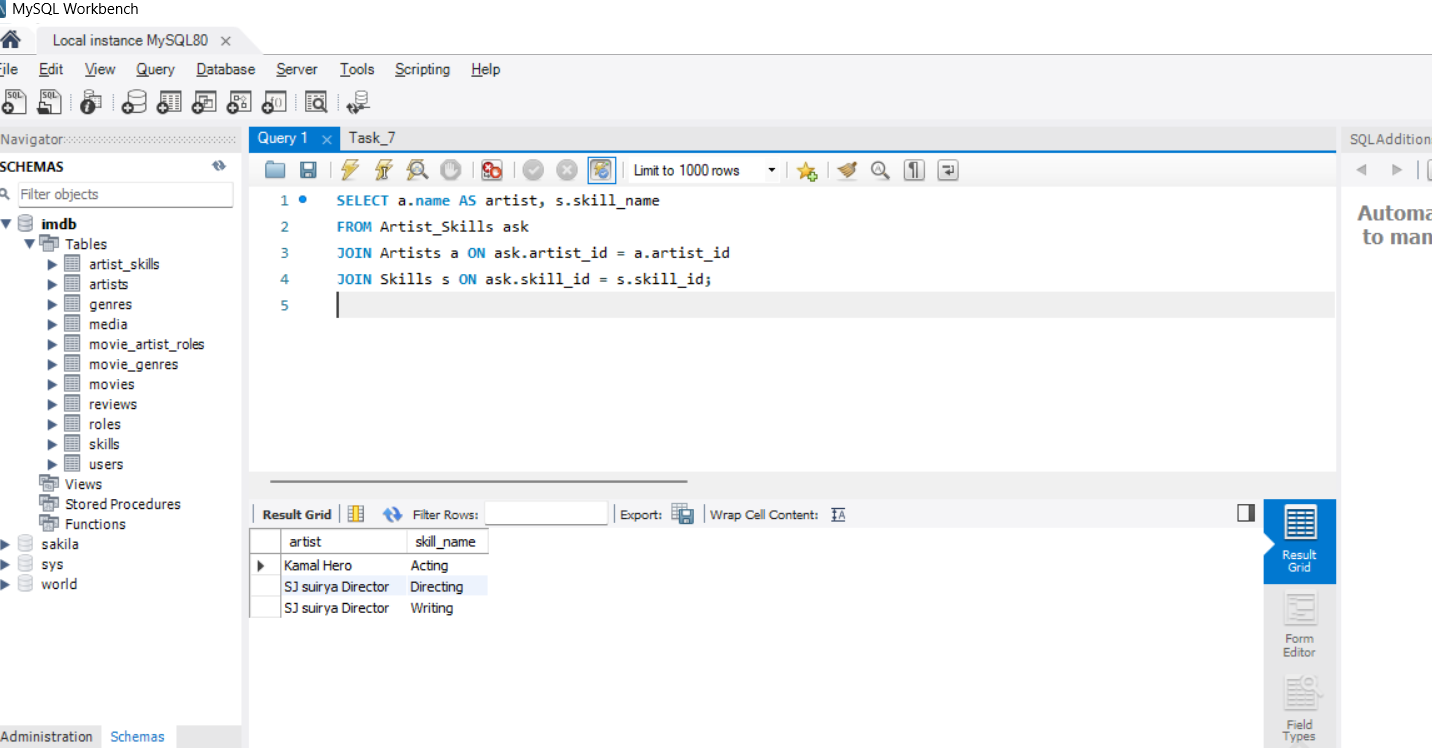 MySQL Workbench
Local instance MySQL80
File Edit View Query Database Server Tools Scripting Help
Navigator
SCHEMAS
Filter objects
imdb
Tables
artist_skills
artists
genres
media
movie_artist_roles
movie_genres
movies
reviews
roles
skills
users
Views
Stored Procedures
Functions
sakila
sys
world
Administration Schemas
Query 1 Task_7
Limit to 1000 rows
1 SELECT a.name AS artist, s.skill_name
2 FROM Artist_Skills ask
3 JOIN Artists a ON ask.artist_id = a.artist_id
4 JOIN Skills s ON ask.skill_id = s.skill_id;
5
Result Grid Filter Rows: Export: Wrap Cell Content:
artist skill_name
Kamal Hero Acting
SJ suirya Director Directing
SJ suirya Director Writing
Result
Grid
Form
Editor
Field
Types
SQLAddition
Automa
to man